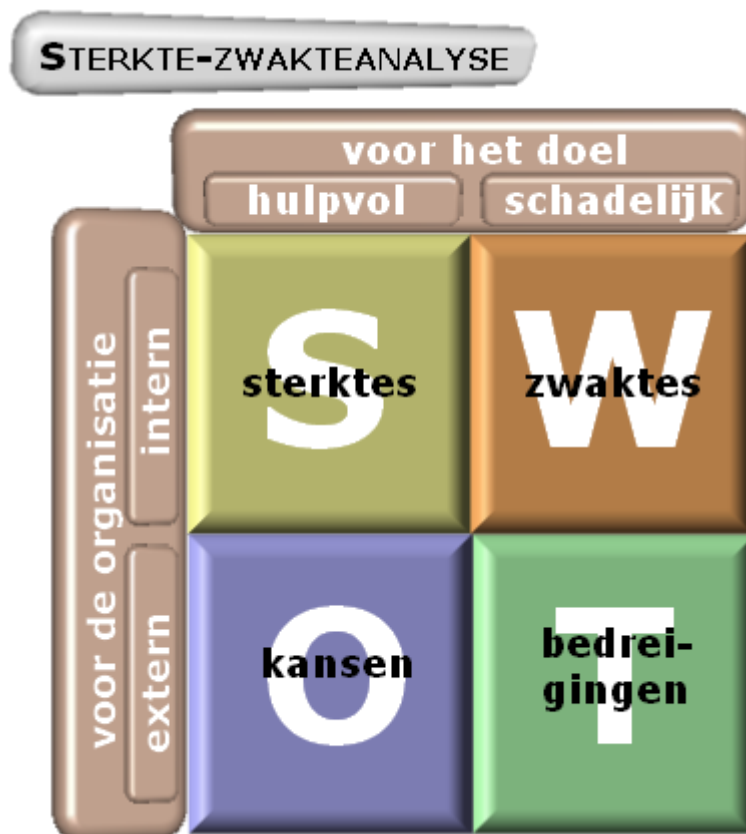 STERKTE-ZWAKTEANALYSE
voor het doel
hulpvol schadelijk
voor de organisatie
intern
S
sterktes
W
zwaktes
extern
O
kansen
T
bedrei-
gingen